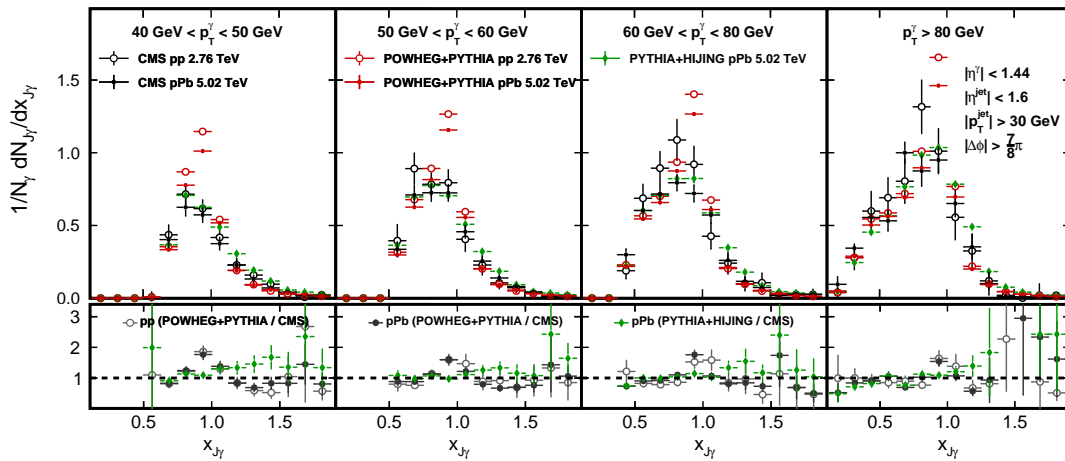 40 GeV < p_T^γ < 50 GeV
CMS pp 2.76 TeV
CMS pPb 5.02 TeV
50 GeV < p_T^γ < 60 GeV
POWHEG+PYTHIA pp 2.76 TeV
POWHEG+PYTHIA pPb 5.02 TeV
60 GeV < p_T^γ < 80 GeV
PYTHIA+HIJING pPb 5.02 TeV
p_T^γ > 80 GeV
|η^γ| < 1.44
|η^jet| < 1.6
|p_T^jet| > 30 GeV
|Δϕ| > 7/8 π
1/N_γ dN_Jγ/dx_Jγ
1.5
1.0
0.5
0.0
pp (POWHEG+PYTHIA / CMS)
pPb (POWHEG+PYTHIA / CMS)
pPb (PYTHIA+HIJING / CMS)
3
2
1
0.5 1.0 1.5
0.5 1.0 1.5
0.5 1.0 1.5
0.5 1.0 1.5
x_Jγ
x_Jγ
x_Jγ
x_Jγ